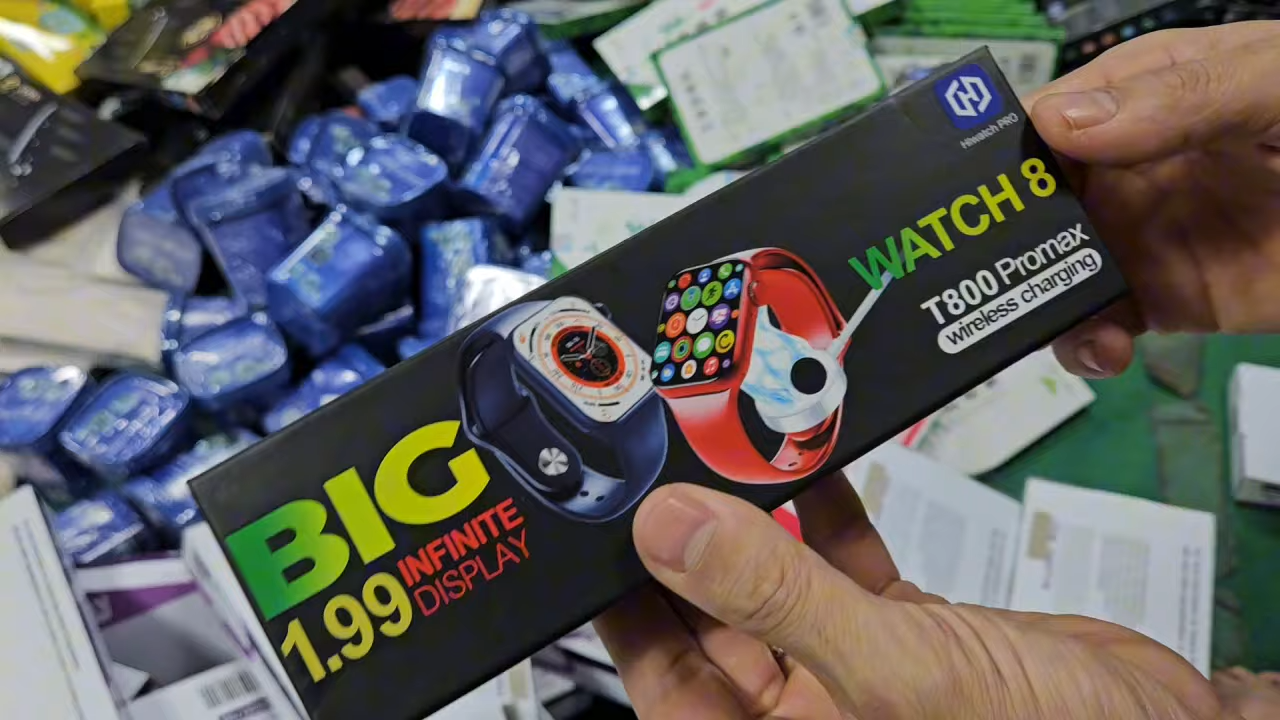 Hiwatch PRO
WATCH 8
T800 Promax
wireless charging
BIG
1.99
INFINITE
DISPLAY